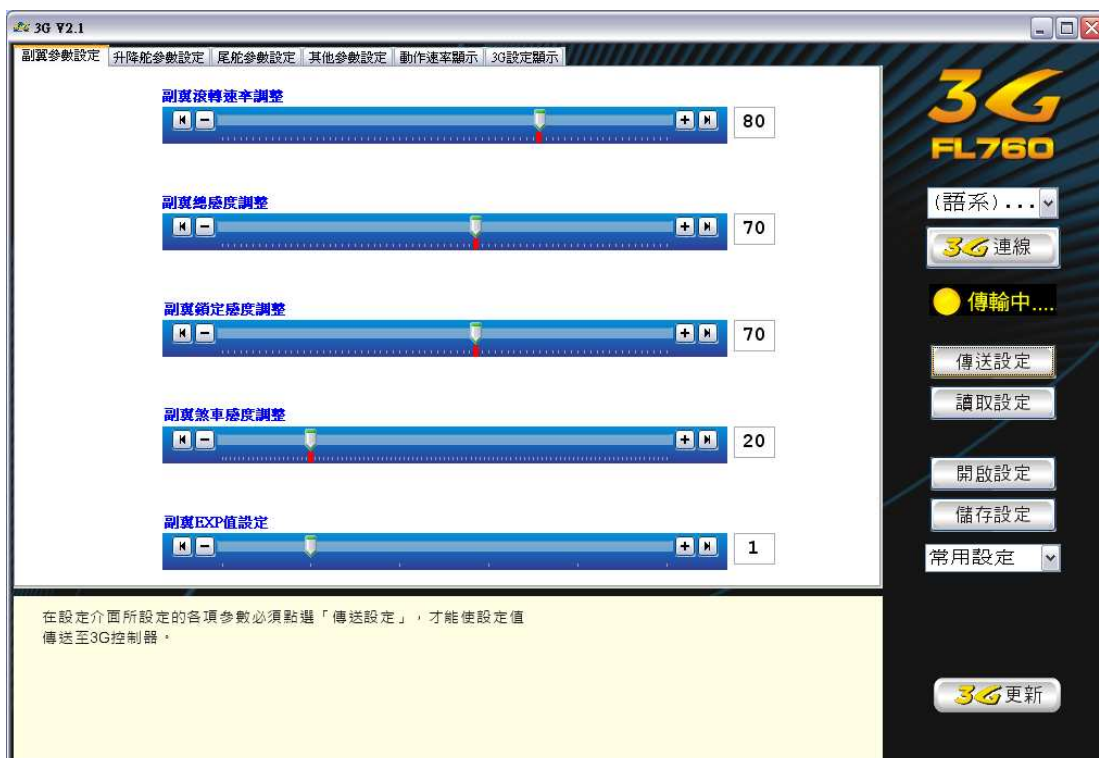 3G V2.1
副翼參數設定 升降舵參數設定 尾舵參數設定 其他參數設定 動作速率顯示 3G設定顯示
副翼滾轉速率調整
80
副翼總感度調整
70
副翼鎖定感度調整
70
副翼煞車感度調整
20
副翼EXP值設定
1
在設定介面所設定的各項參數必須點選「傳送設定」，才能使設定值
傳送至3G控制器。
3G
FL760
(語系)...
3G 連線
傳輸中....
傳送設定
讀取設定
開啟設定
儲存設定
常用設定
3G 更新